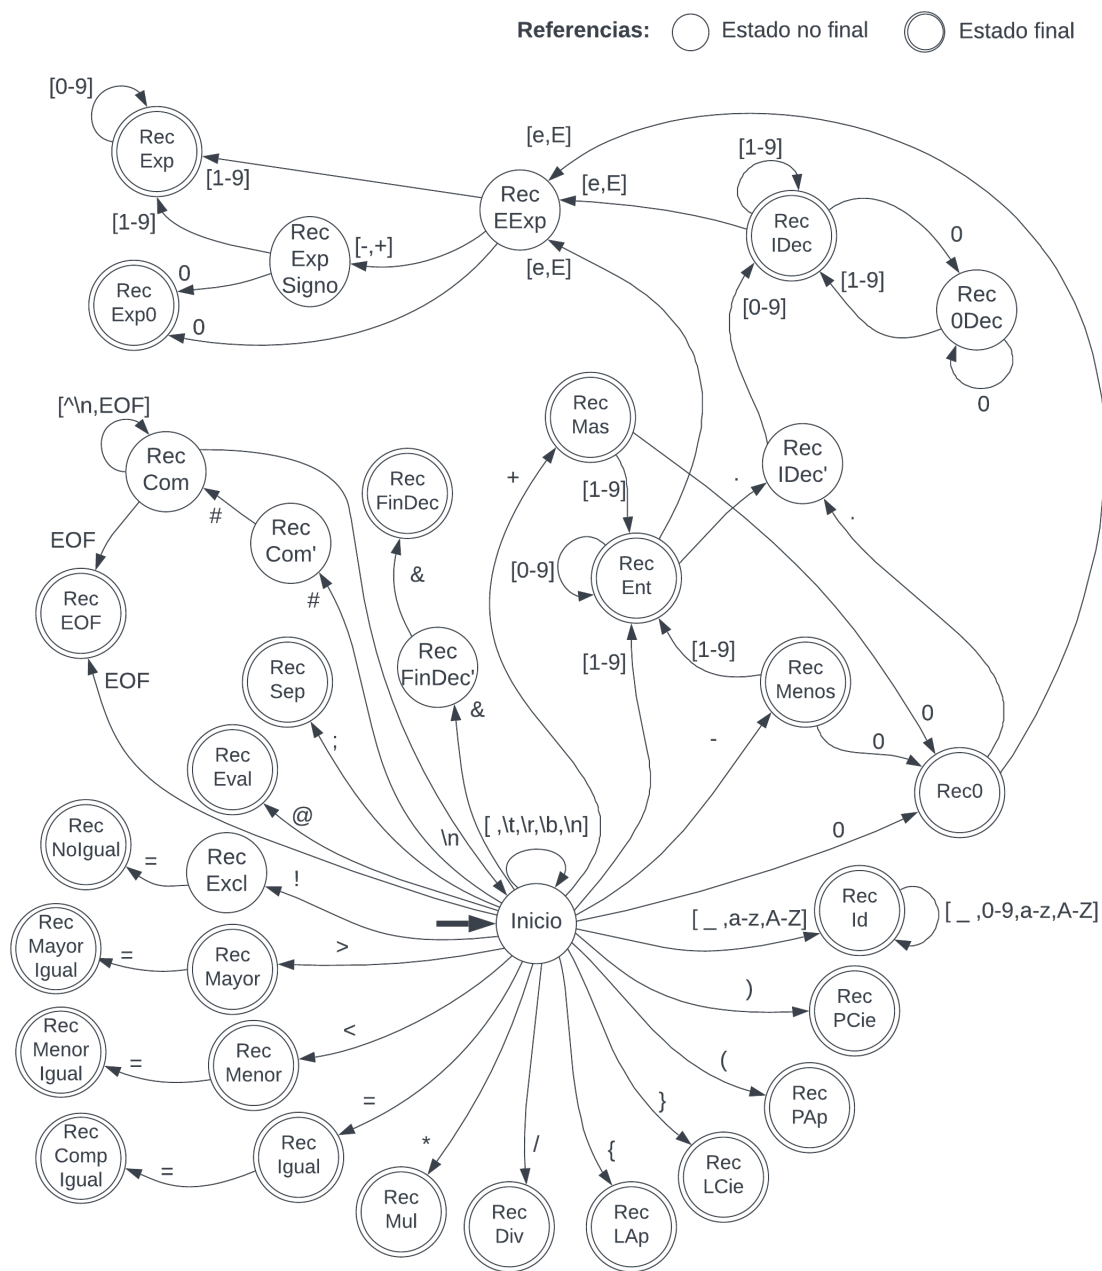 Referencias:
Estado no final
Estado final
[0-9]
Rec
Exp
[1-9]
[1-9]
Rec
Exp
Signo
[-,+]
0
Rec
Exp0
0
[e,E]
Rec
EExp
[e,E]
[e,E]
[1-9]
Rec
IDec
0
[1-9]
Rec
0Dec
0
[0-9]
[^\n,EOF]
Rec
Com
#
Rec
Com'
#
EOF
Rec
EOF
EOF
Rec
FinDec
&
Rec
FinDec'
&
Rec
Mas
+
[1-9]
Rec
IDec'
.
.
[0-9]
Rec
Ent
[1-9]
[1-9]
Rec
Menos
-
0
0
Rec0
0
Rec
Sep
;
Rec
Eval
@
\n
[ ,\t,\r,\b,\n]
Rec
NoIgual
=
Rec
Excl
!
Inicio
[ _ ,a-z,A-Z]
Rec
Id
[ _ ,0-9,a-z,A-Z]
Rec
Mayor
Igual
=
Rec
Mayor
>
)
Rec
PCie
Rec
Menor
Igual
=
Rec
Menor
<
(
Rec
PAp
Rec
Comp
Igual
=
Rec
Igual
=
*
Rec
Mul
/
Rec
Div
{
Rec
LAp
}
Rec
LCie